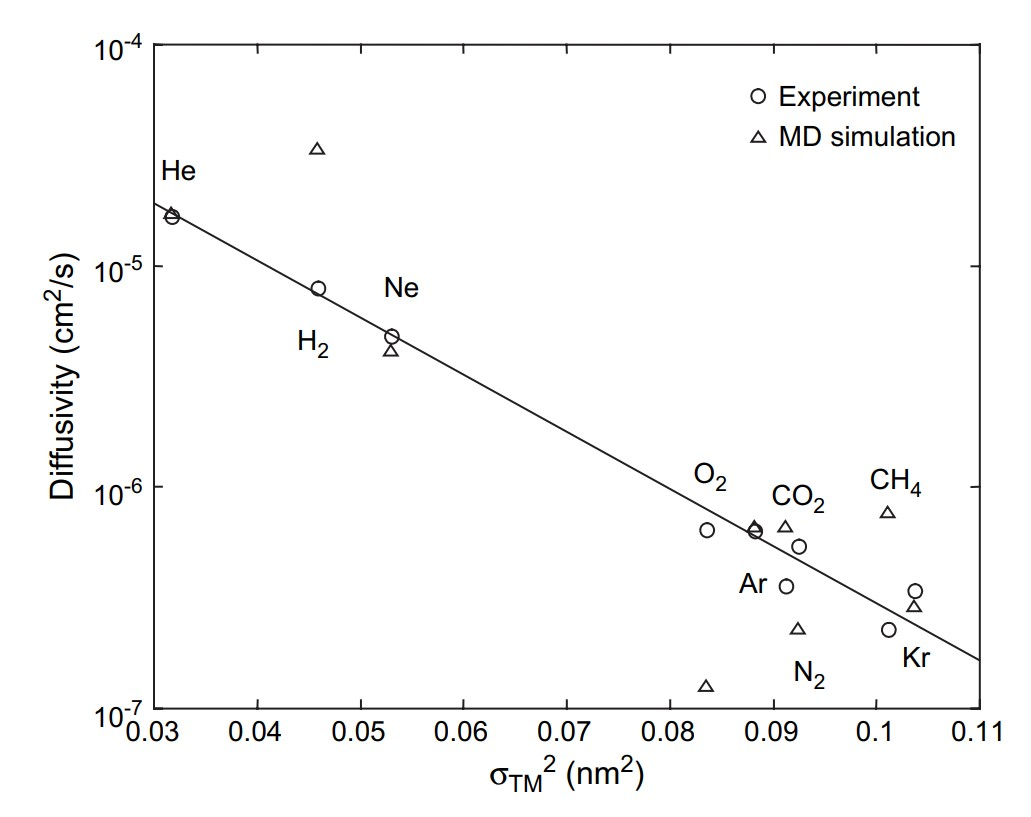 10⁻⁴
Experiment
MD simulation
He
10⁻⁵
Ne
H₂
Diffusivity (cm²/s)
O₂
CH₄
10⁻⁶
CO₂
Ar
Kr
N₂
10⁻⁷
0.03 0.04 0.05 0.06 0.07 0.08 0.09 0.1 0.11
σTM² (nm²)